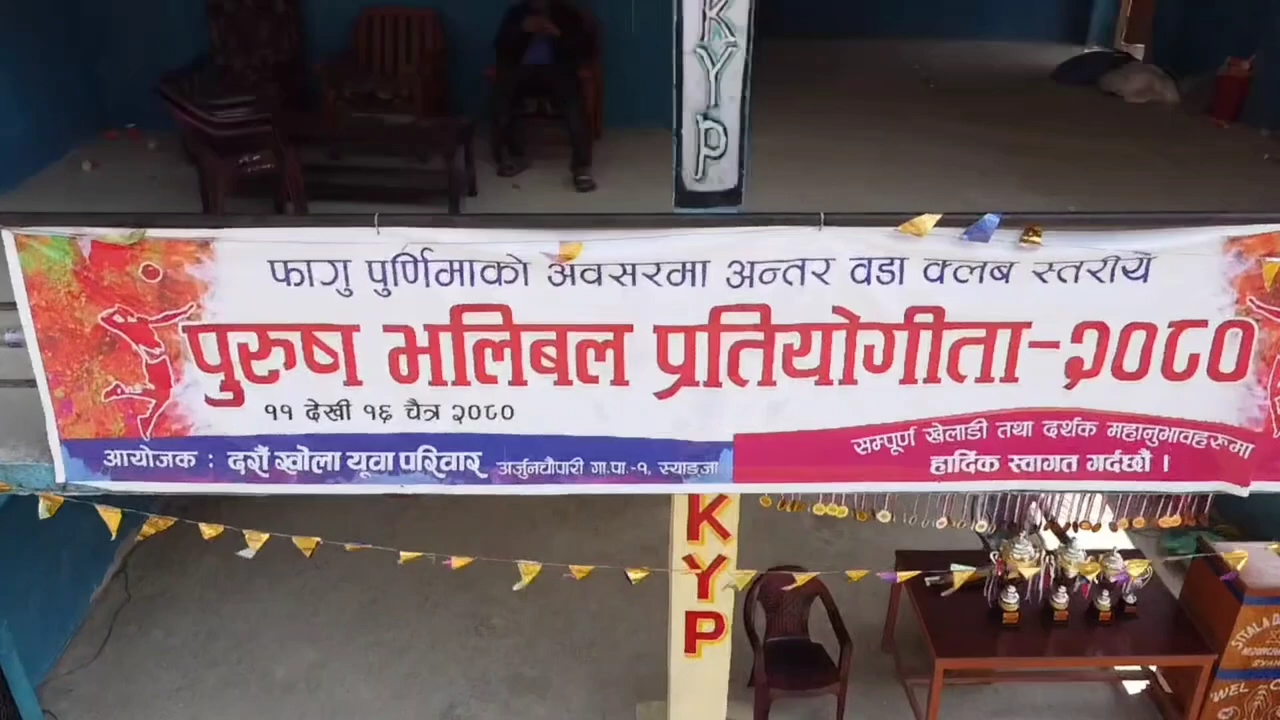 KYP
फागु पुर्णिमाको अवसरमा अन्तर वडा क्लब स्तरीय
पुरुष भलिबल प्रतियोगीता-२०८०
११ देखी १६ चैत्र २०८०
आयोजक : दरौं खोला यूवा परिवार अर्जुनचौपारी गा.पा.-१, स्याङ्जा
सम्पूर्ण खेलाडी तथा दर्शक महानुभावहरुमा
हार्दिक स्वागत गर्दछौं ।
KYP